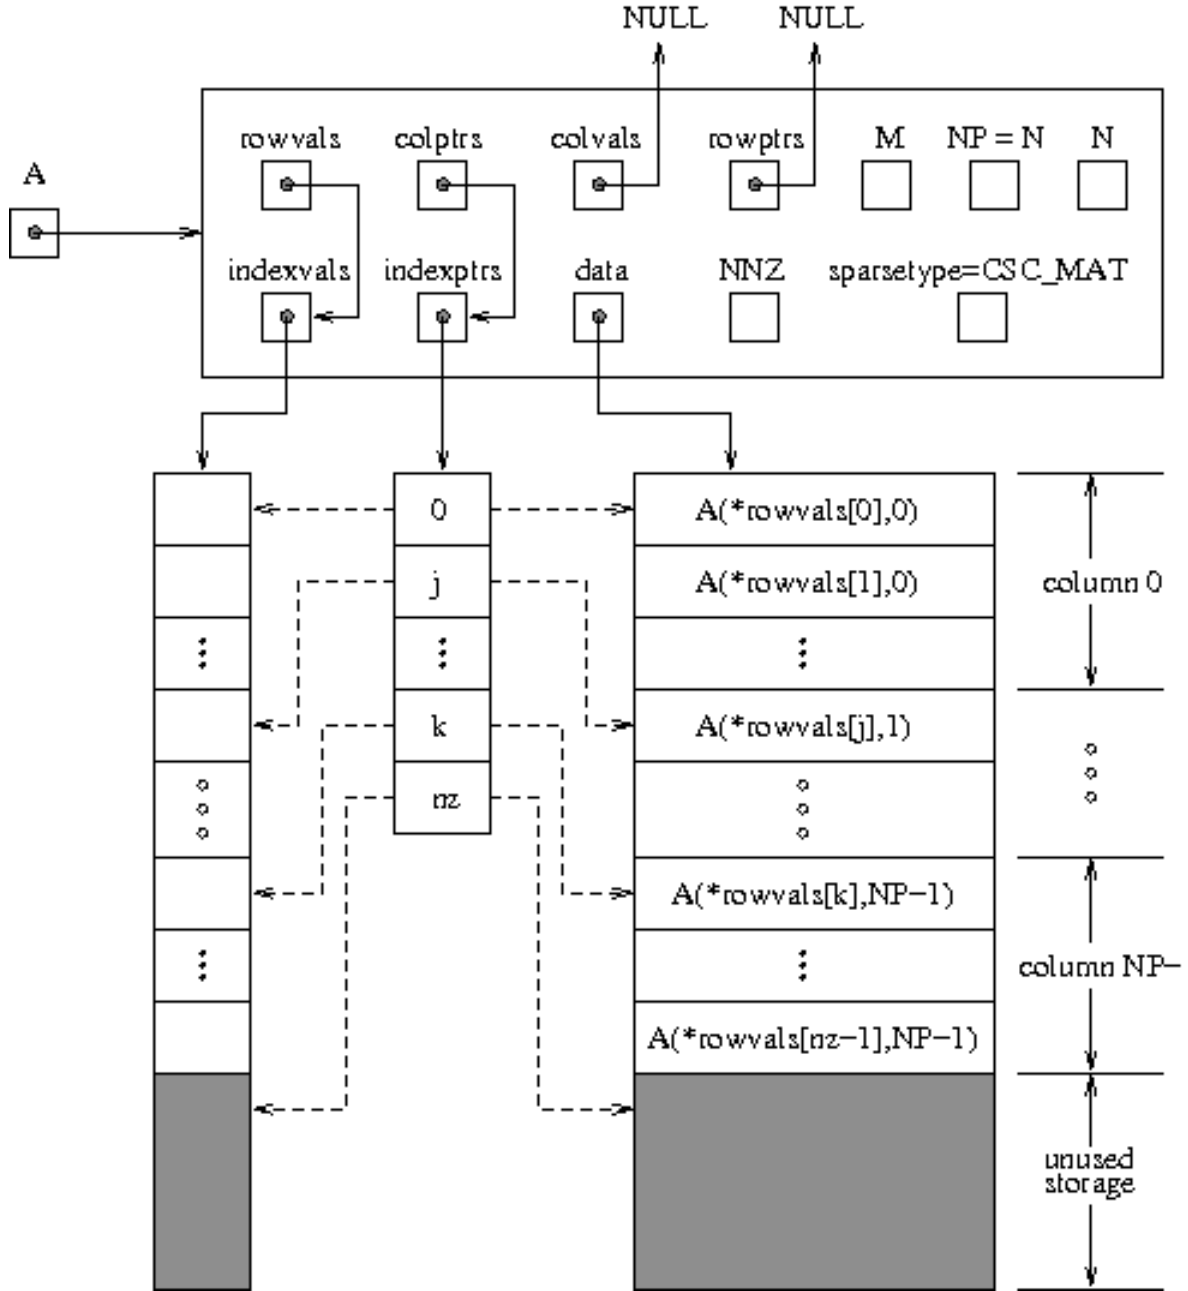 NULL NULL
rowvals colptrs colvals rowptrs M NP = N N
A
indexvals indexptrs data NNZ sparsetype=CSC_MAT
0 A(*rowvals[0],0)
j A(*rowvals[1],0) column 0
k A(*rowvals[j],1)
nz
A(*rowvals[k],NP−1)
column NP−
A(*rowvals[nz−1],NP−1)
unused
storage